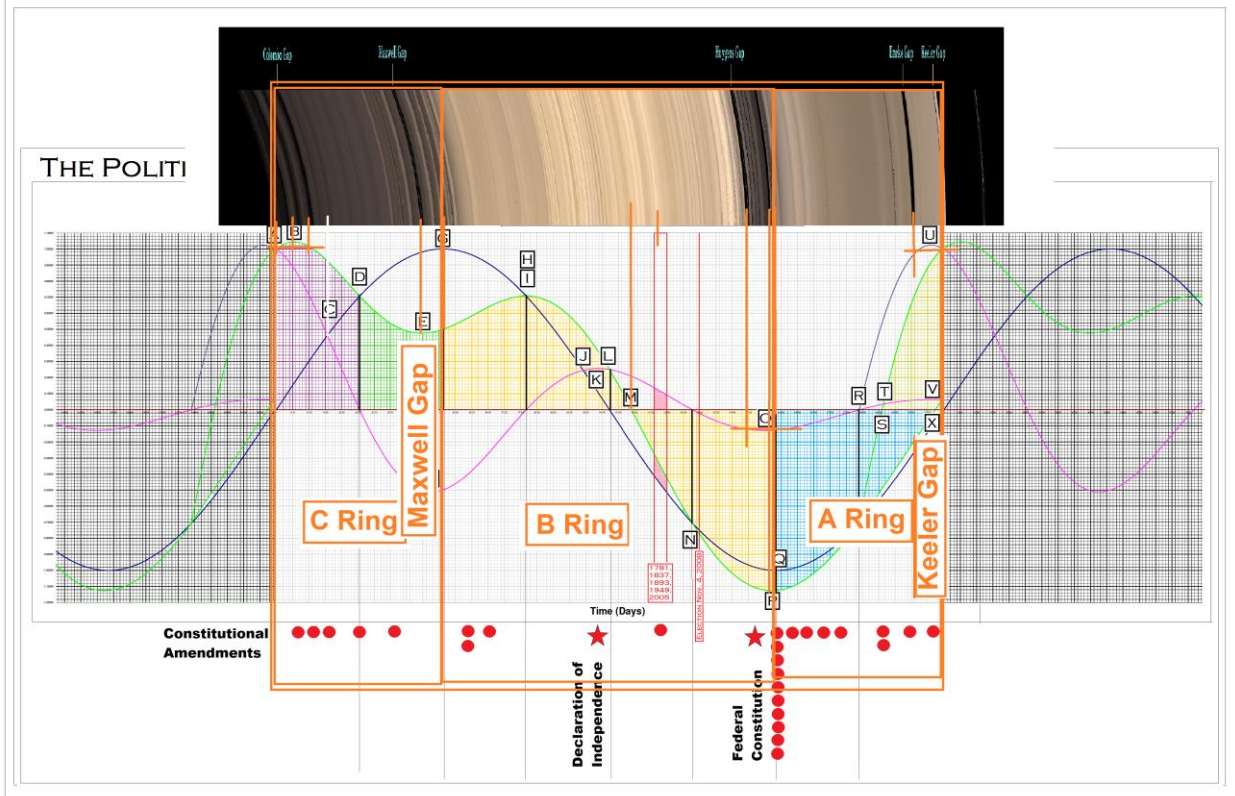 Colombo Gap
Maxwell Gap
Huygens Gap
Encke Gap
Keeler Gap
THE POLITI
B
U
G
H
I
D
C
E
J
L
K
M
R
T
V
S
X
Maxwell Gap
Keeler Gap
C Ring
B Ring
A Ring
N
Q
P
1781,
1837,
1893,
1949,
2005
ELECTION Nov. 4, 2008
Time (Days)
Constitutional
Amendments
Declaration of
Independence
Federal
Constitution